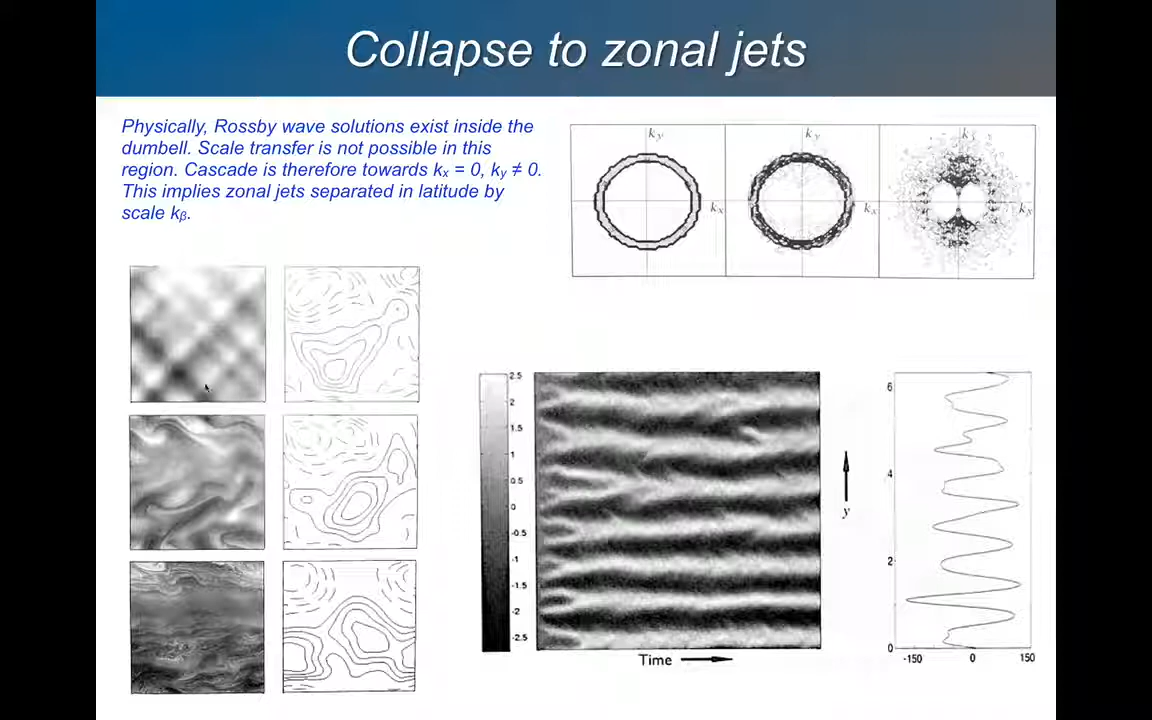 Collapse to zonal jets
Physically, Rossby wave solutions exist inside the
dumbell. Scale transfer is not possible in this
region. Cascade is therefore towards kx = 0, ky ≠ 0.
This implies zonal jets separated in latitude by
scale kβ.
ky
kx
ky
kx
2.5
2
1.5
1
0.5
0
-0.5
-1
-1.5
-2
-2.5
Time
y
6
4
2
0
-150 0 150